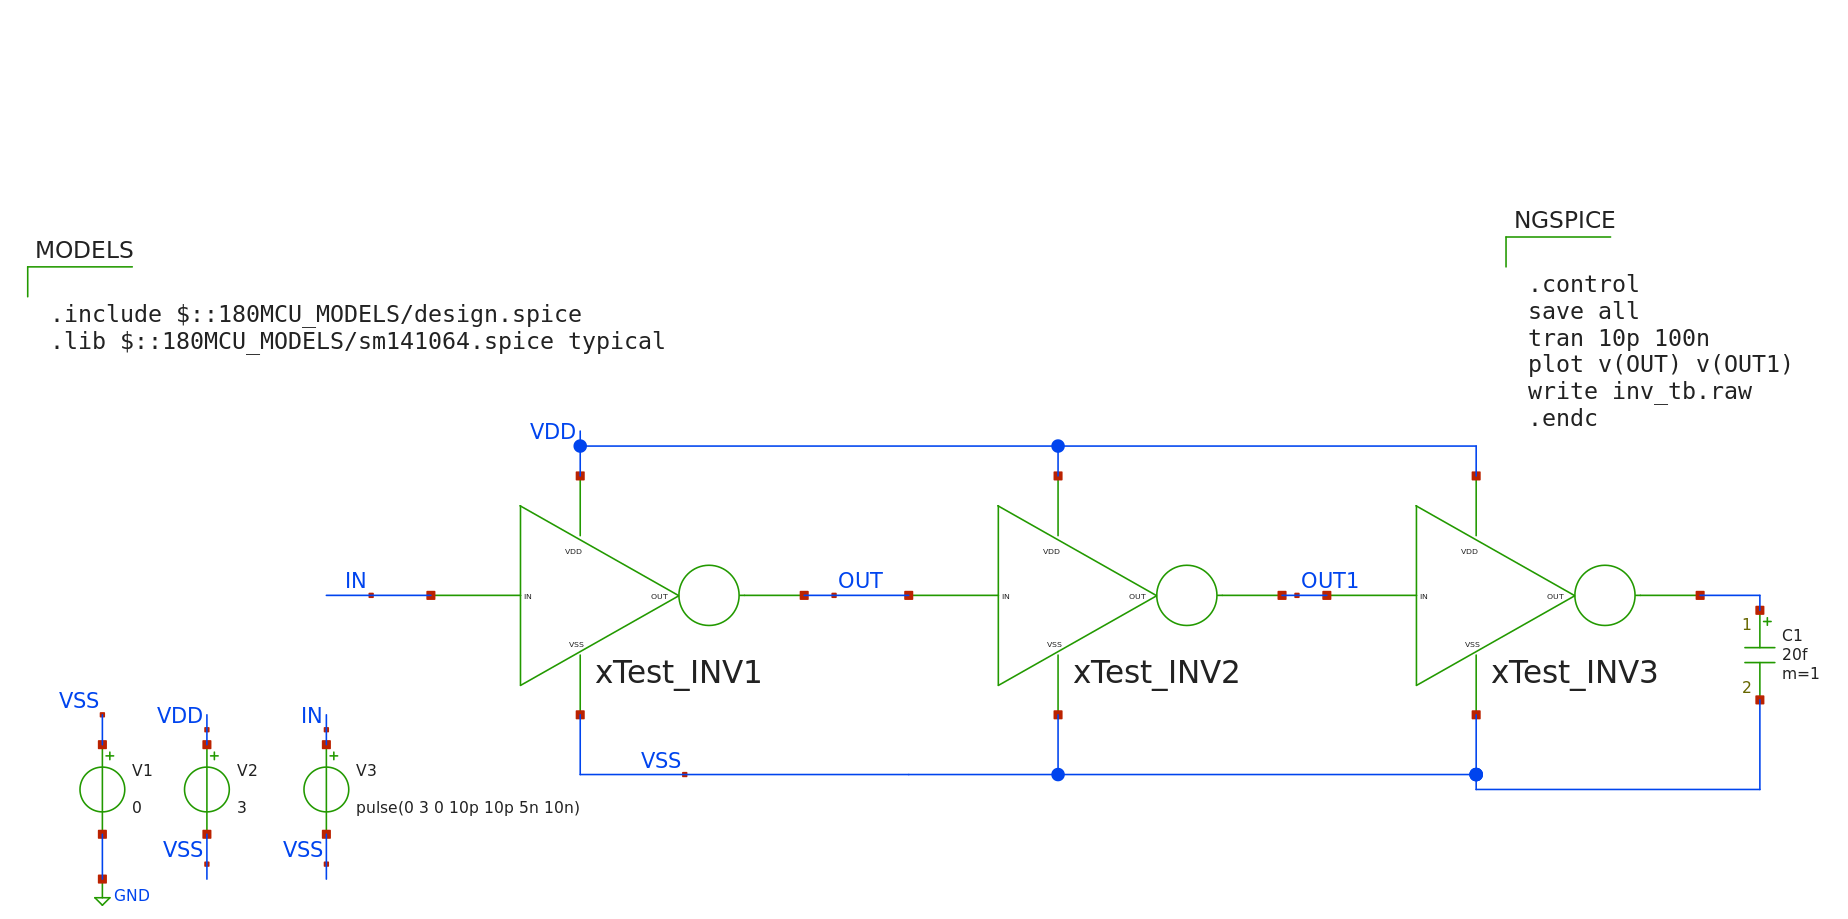 NGSPICE
MODELS
.control
save all
tran 10p 100n
plot v(OUT) v(OUT1)
write inv_tb.raw
.endc
.include $::180MCU_MODELS/design.spice
.lib $::180MCU_MODELS/sm141064.spice typical
VDD
VDD
VDD
VDD
IN
OUT
OUT1
IN
OUT
IN
OUT
IN
OUT
1
C1
20f
m=1
2
VSS
VSS
VSS
xTest_INV1
xTest_INV2
xTest_INV3
VSS
VDD
IN
VSS
V1
0
V2
3
V3
pulse(0 3 0 10p 10p 5n 10n)
VSS
VSS
GND